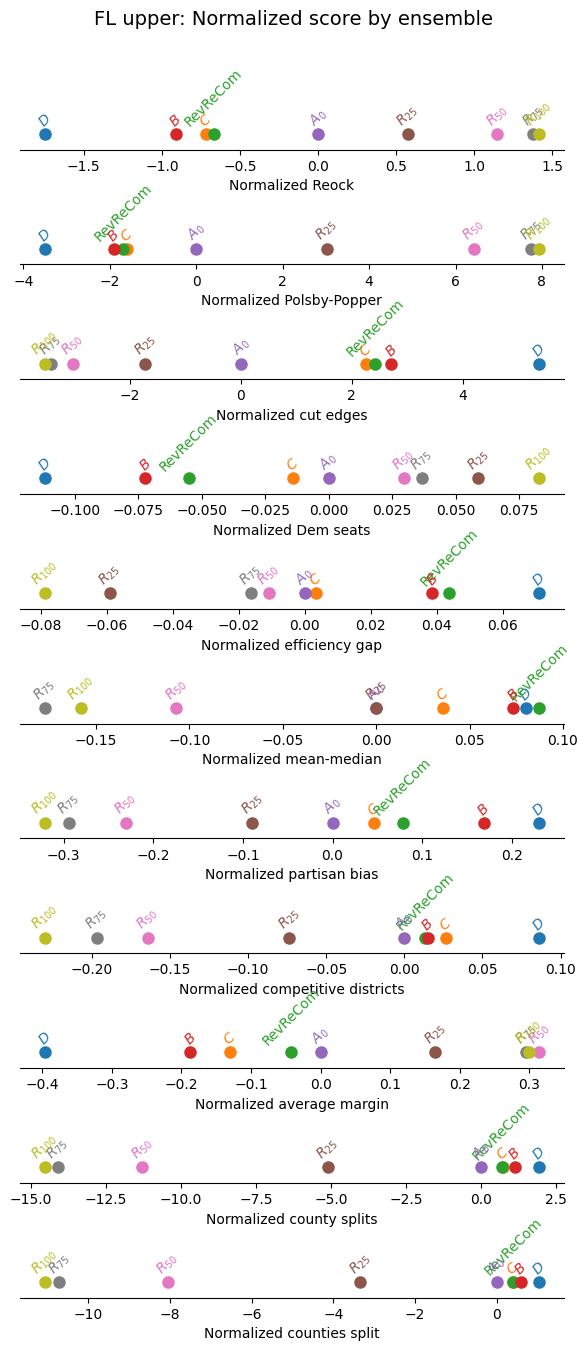 FL upper: Normalized score by ensemble
D B C RevReCom A₀ R₂₅ R₅₀ R₇₅ R₁₀₀
−1.5 −1.0 −0.5 0.0 0.5 1.0 1.5
Normalized Reock
D B RevReCom C A₀ R₂₅ R₅₀ R₇₅ R₁₀₀
−4 −2 0 2 4 6 8
Normalized Polsby-Popper
R₁₀₀ R₇₅ R₅₀ R₂₅ A₀ C RevReCom B D
−2 0 2 4
Normalized cut edges
D B RevReCom C A₀ R₅₀ R₇₅ R₂₅ R₁₀₀
−0.100 −0.075 −0.050 −0.025 0.000 0.025 0.050 0.075
Normalized Dem seats
R₁₀₀ R₂₅ R₇₅ R₅₀ A₀ C B RevReCom D
−0.08 −0.06 −0.04 −0.02 0.00 0.02 0.04 0.06
Normalized efficiency gap
R₇₅ R₁₀₀ R₅₀ R₂₅ A₀ C B D RevReCom
−0.15 −0.10 −0.05 0.00 0.05 0.10
Normalized mean-median
R₁₀₀ R₇₅ R₅₀ R₂₅ A₀ C RevReCom B D
−0.3 −0.2 −0.1 0.0 0.1 0.2
Normalized partisan bias
R₁₀₀ R₇₅ R₅₀ R₂₅ A₀ RevReCom B C D
−0.20 −0.15 −0.10 −0.05 0.00 0.05 0.10
Normalized competitive districts
D B C RevReCom A₀ R₂₅ R₇₅ R₁₀₀ R₅₀
−0.4 −0.3 −0.2 −0.1 0.0 0.1 0.2 0.3
Normalized average margin
R₁₀₀ R₇₅ R₅₀ R₂₅ A₀ C RevReCom B D
−15.0 −12.5 −10.0 −7.5 −5.0 −2.5 0.0 2.5
Normalized county splits
R₁₀₀ R₇₅ R₅₀ R₂₅ A₀ C RevReCom B D
−10 −8 −6 −4 −2 0
Normalized counties split